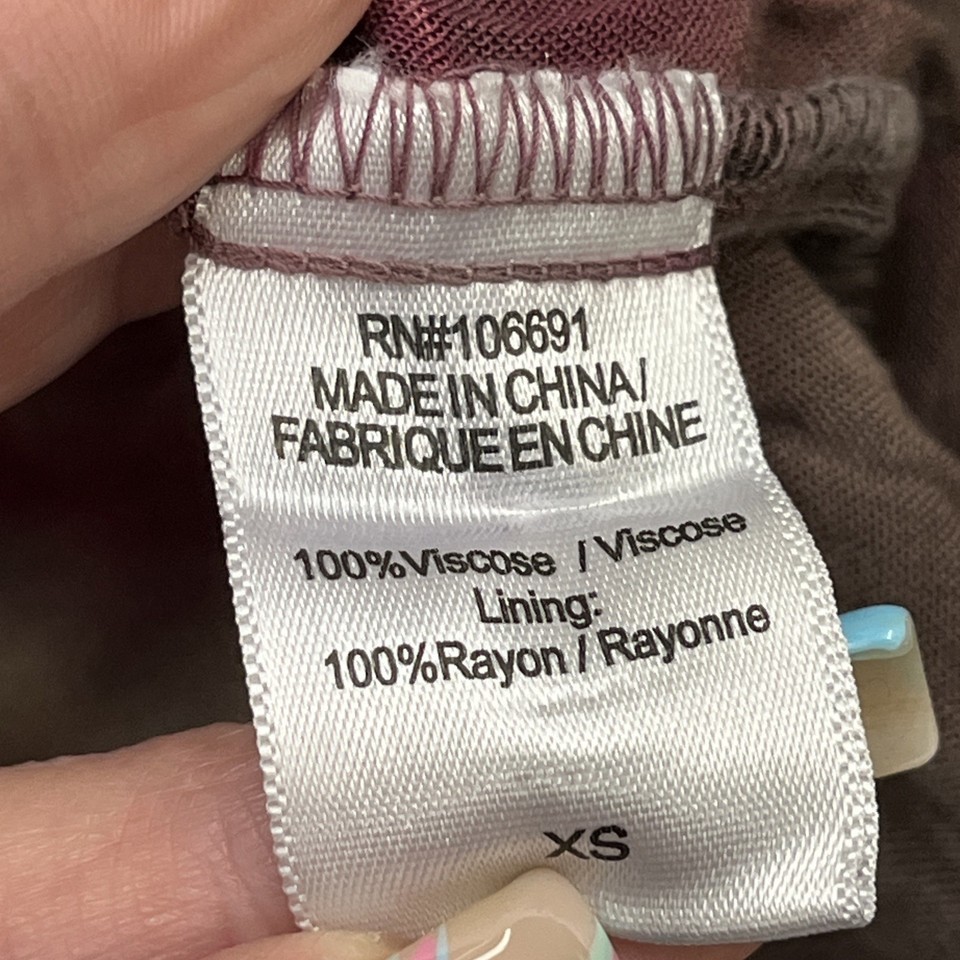 RN#106691
MADE IN CHINA/
FABRIQUE EN CHINE
100%Viscose / Viscose
Lining:
100%Rayon / Rayonne
XS